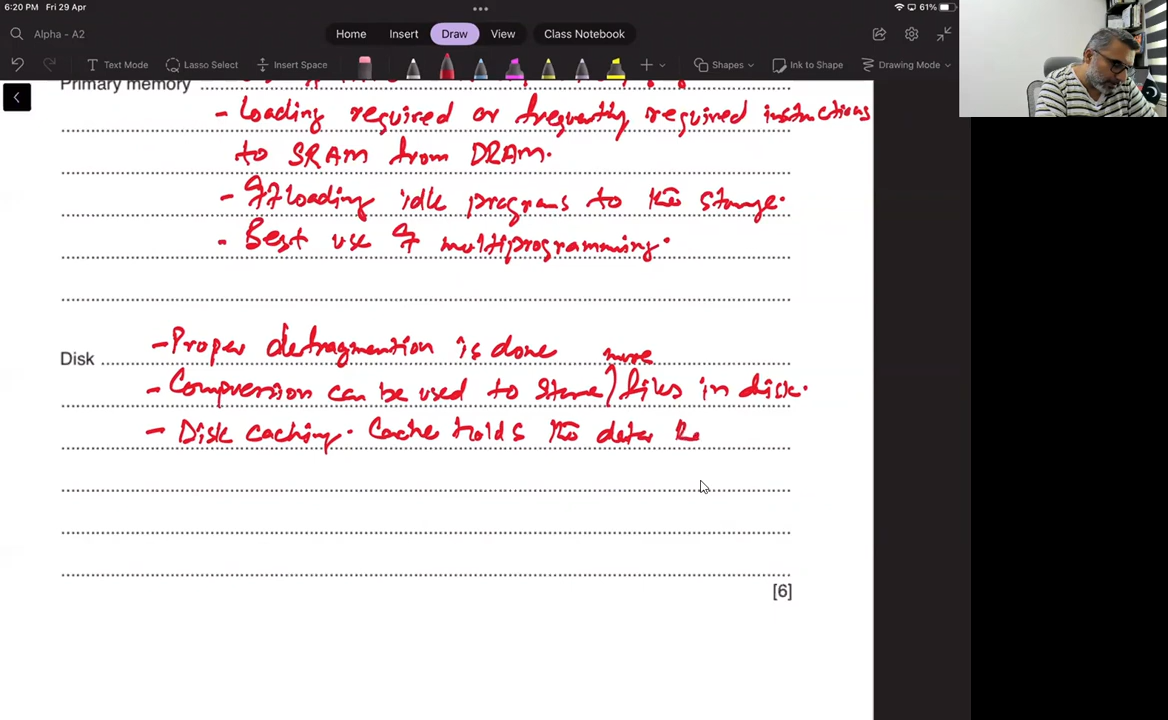 6:20 PM Fri 29 Apr
61%
Alpha - A2
Home Insert Draw View Class Notebook
Text Mode Lasso Select Insert Space Shapes Ink to Shape Drawing Mode
Primary memory
- Loading required or frequently required instructions
to SRAM from DRAM.
- Offloading idle programs to the storage.
- Best use of multiprogramming.
Disk - Proper defragmention is done
more
- Compression can be used to store / files in disk.
- Disk caching. Cache holds the data
[6]